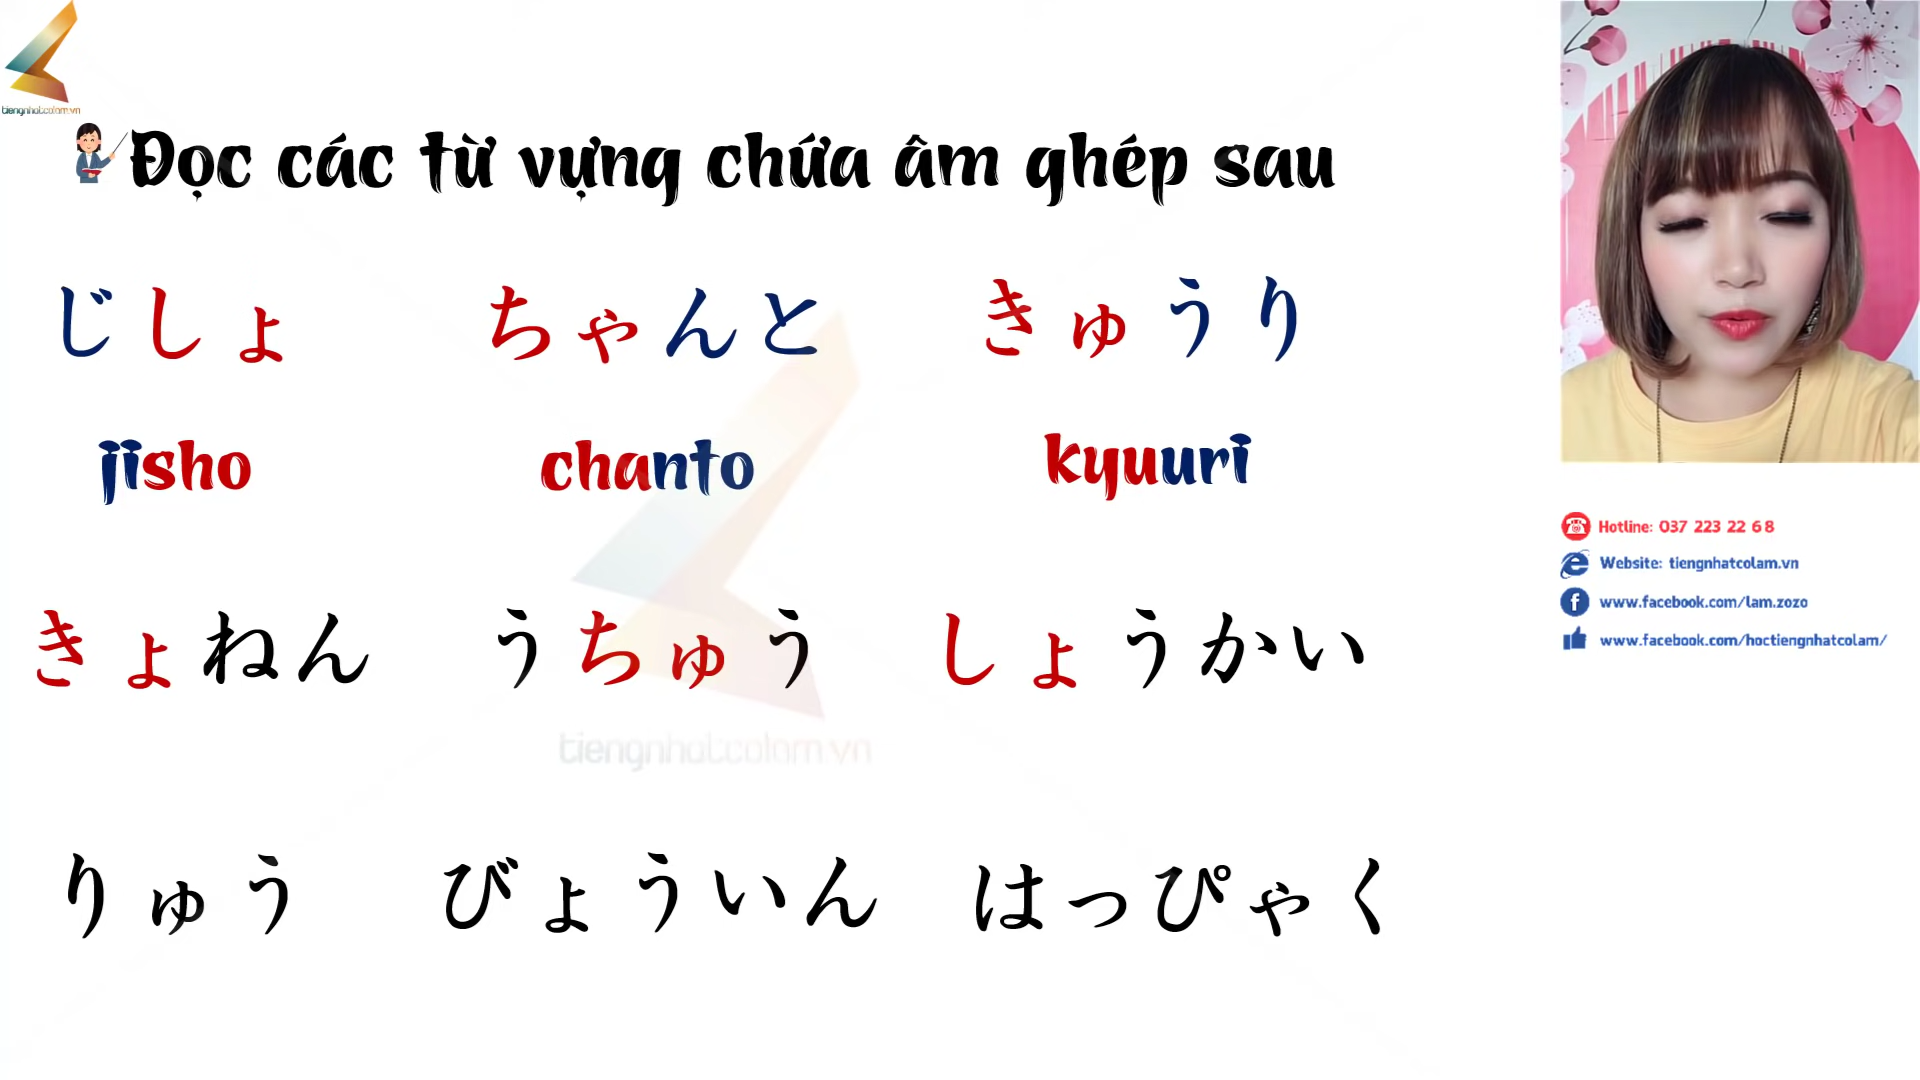 tiengnhatcolam.vn
Đọc các từ vựng chứa âm ghép sau
じしょ ちゃんと きゅうり
jisho chanto kyuuri
きょねん うちゅう しょうかい
tiengnhatcolam.vn
りゅう びょういん はっぴゃく
Hotline: 037 223 22 68
Website: tiengnhatcolam.vn
www.facebook.com/lam.zozo
www.facebook.com/hoctiengnhatcolam/